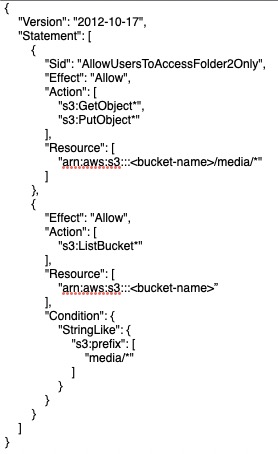 {
"Version": "2012-10-17",
"Statement": [
{
"Sid": "AllowUsersToAccessFolder2Only",
"Effect": "Allow",
"Action": [
"s3:GetObject*",
"s3:PutObject*"
],
"Resource": [
"arn:aws:s3:::<bucket-name>/media/*"
]
},
{
"Effect": "Allow",
"Action": [
"s3:ListBucket*"
],
"Resource": [
"arn:aws:s3:::<bucket-name>”
],
"Condition": {
"StringLike": {
"s3:prefix": [
"media/*"
]
}
}
}
]
}